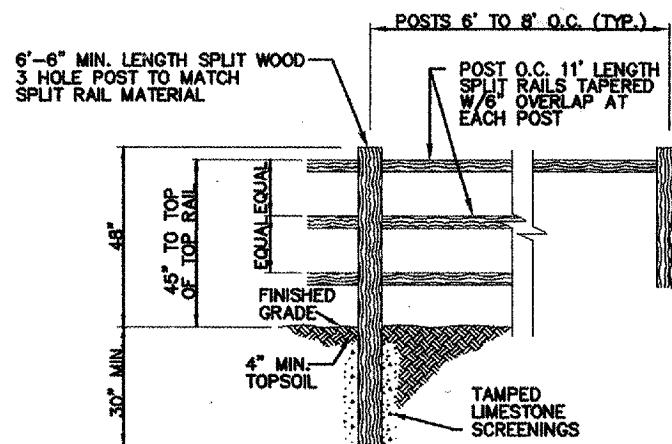 POSTS 6' TO 8' O.C. (TYP.)
6'-6" MIN. LENGTH SPLIT WOOD
3 HOLE POST TO MATCH
SPLIT RAIL MATERIAL
POST O.C. 11' LENGTH
SPLIT RAILS TAPERED
W/6" OVERLAP AT
EACH POST
48"
45" TO TOP
OF TOP RAIL
EQUAL
EQUAL
FINISHED
GRADE
4" MIN.
TOPSOIL
30" MIN.
TAMPED
LIMESTONE
SCREENINGS